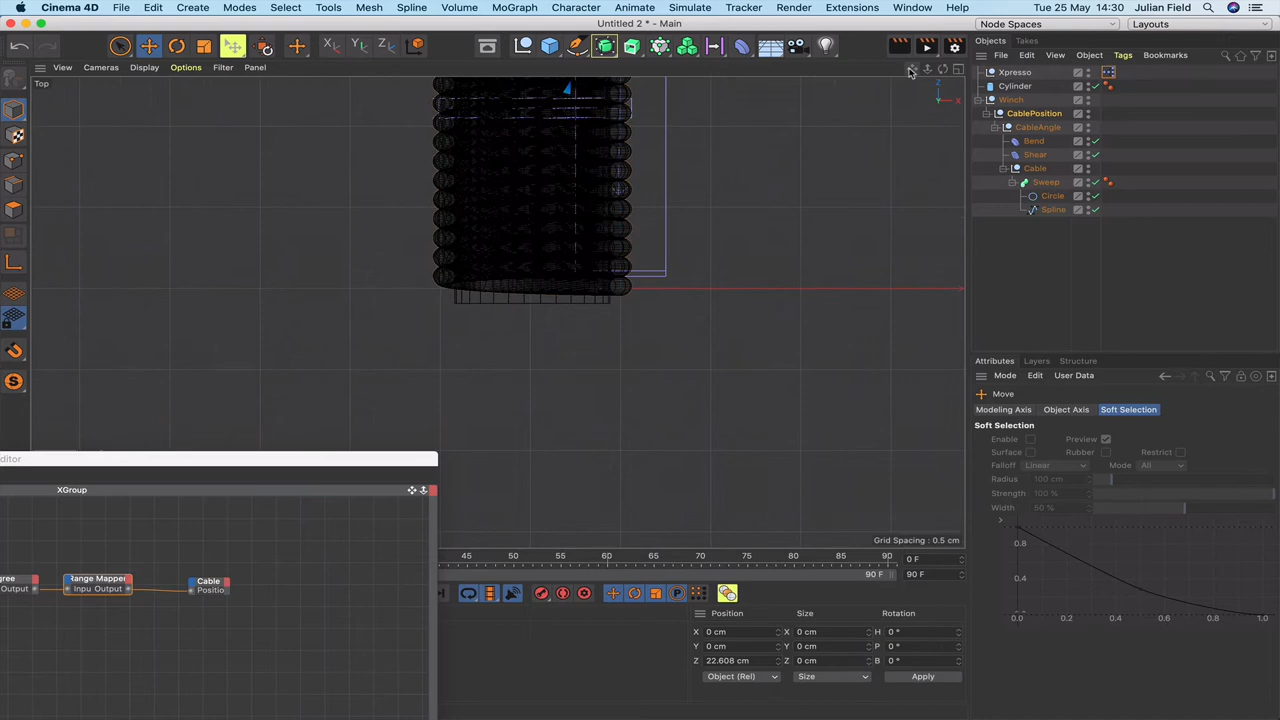 Cinema 4D File Edit Create Modes Select Tools Mesh Spline Volume MoGraph Character Animate Simulate Tracker Render Extensions Window Help Tue 25 May 14:30 Julian Field
Untitled 2 * - Main
Node Spaces Layouts
Objects Takes
View Cameras Display Options Filter Panel
File Edit View Object Tags Bookmarks
Top
Z
X
Xpresso
Cylinder
Winch
CablePosition
CableAngle
Bend
Shear
Cable
Sweep
Circle
Spline
Attributes Layers Structure
Mode Edit User Data
Move
Modeling Axis Object Axis Soft Selection
Soft Selection
Enable Preview
Surface Rubber Restrict
Falloff Linear Mode All
Radius 100 cm
Strength 100 %
Width 50 %
0.8
0.4
0.0 0.2 0.4 0.6 0.8 1.0
ditor
XGroup
gree Range Mapper Cable
Output Inpu Output Positio
Grid Spacing : 0.5 cm
45 50 55 60 65 70 75 80 85 90 0 F
90 F 90 F
Position Size Rotation
X 0 cm X 0 cm H 0 °
Y 0 cm Y 0 cm P 0 °
Z 22.608 cm Z 0 cm B 0 °
Object (Rel) Size Apply